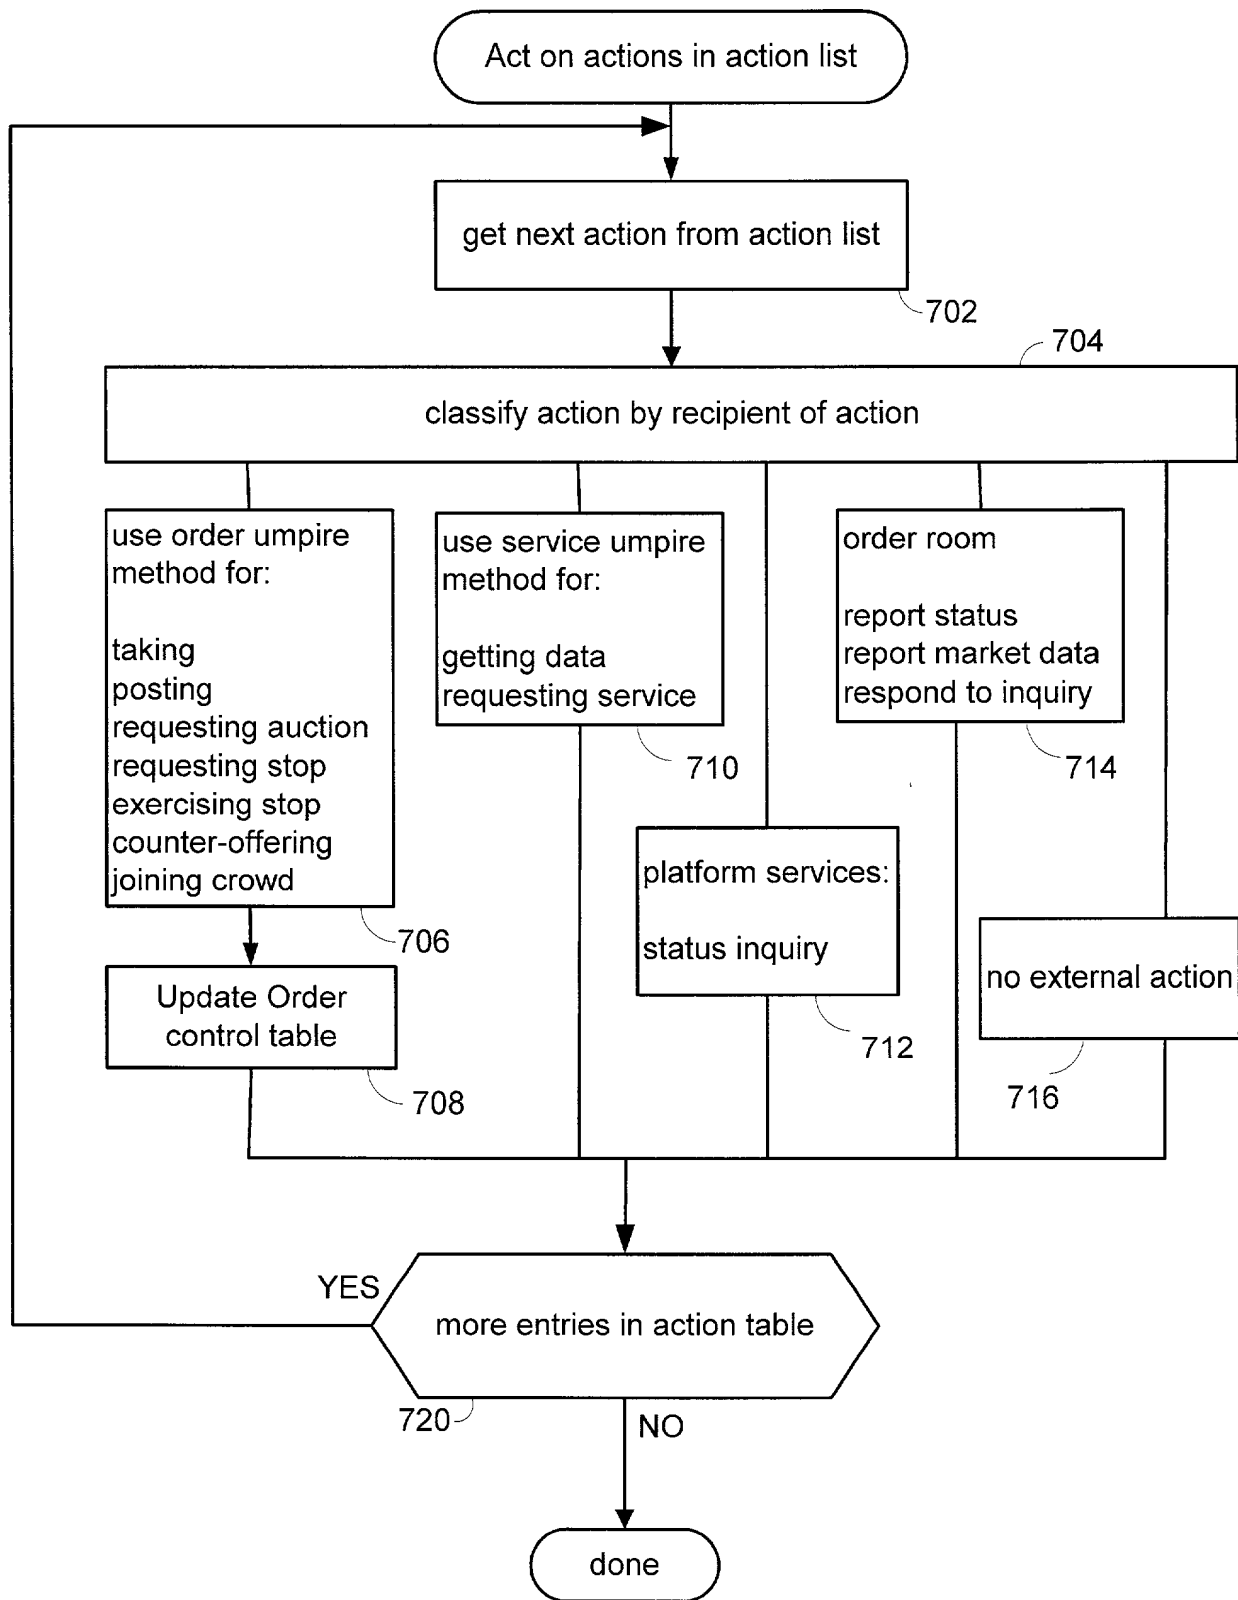 Act on actions in action list
get next action from action list
702
704
classify action by recipient of action
use order umpire
method for:
taking
posting
requesting auction
requesting stop
exercising stop
counter-offering
joining crowd
706
Update Order
control table
708
use service umpire
method for:
getting data
requesting service
710
platform services:
status inquiry
712
order room
report status
report market data
respond to inquiry
714
no external action
716
YES
more entries in action table
720
NO
done